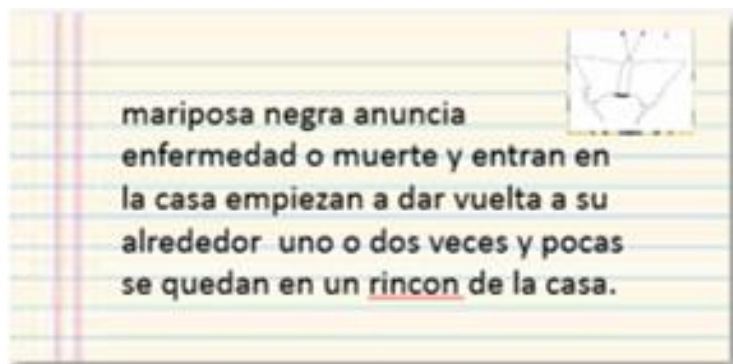 mariposa negra anuncia
enfermedad o muerte y entran en
la casa empiezan a dar vuelta a su
alrededor uno o dos veces y pocas
se quedan en un rincon de la casa.